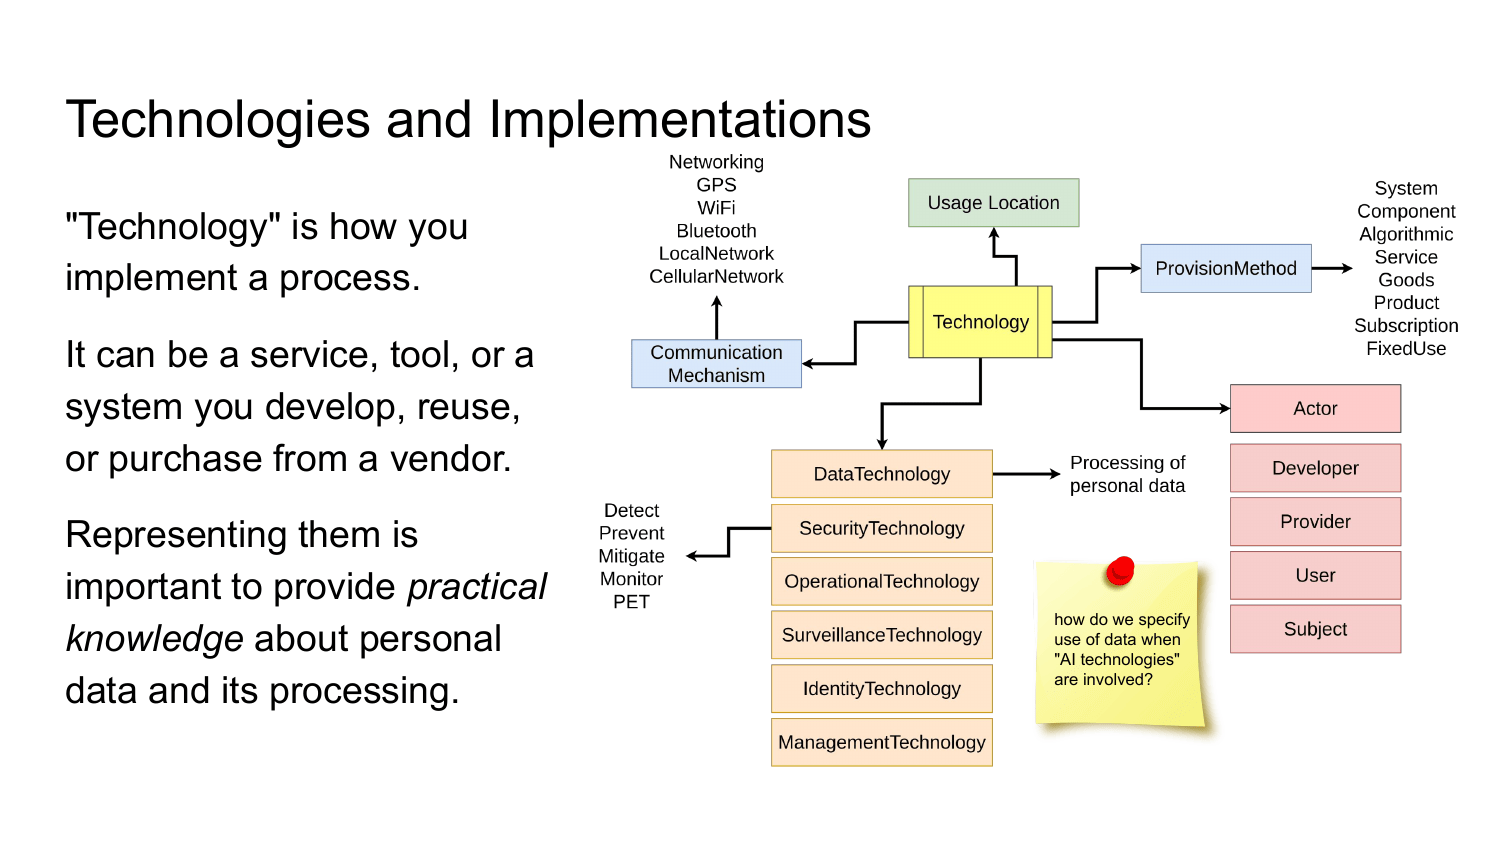 Technologies and Implementations
"Technology" is how you
implement a process.
It can be a service, tool, or a
system you develop, reuse,
or purchase from a vendor.
Representing them is
important to provide practical
knowledge about personal
data and its processing.
Networking
GPS
WiFi
Bluetooth
LocalNetwork
CellularNetwork
Communication
Mechanism
Usage Location
Technology
ProvisionMethod
System
Component
Algorithmic
Service
Goods
Product
Subscription
FixedUse
Actor
Developer
Provider
User
Subject
DataTechnology
SecurityTechnology
OperationalTechnology
SurveillanceTechnology
IdentityTechnology
ManagementTechnology
Processing of
personal data
Detect
Prevent
Mitigate
Monitor
PET
how do we specify
use of data when
"AI technologies"
are involved?